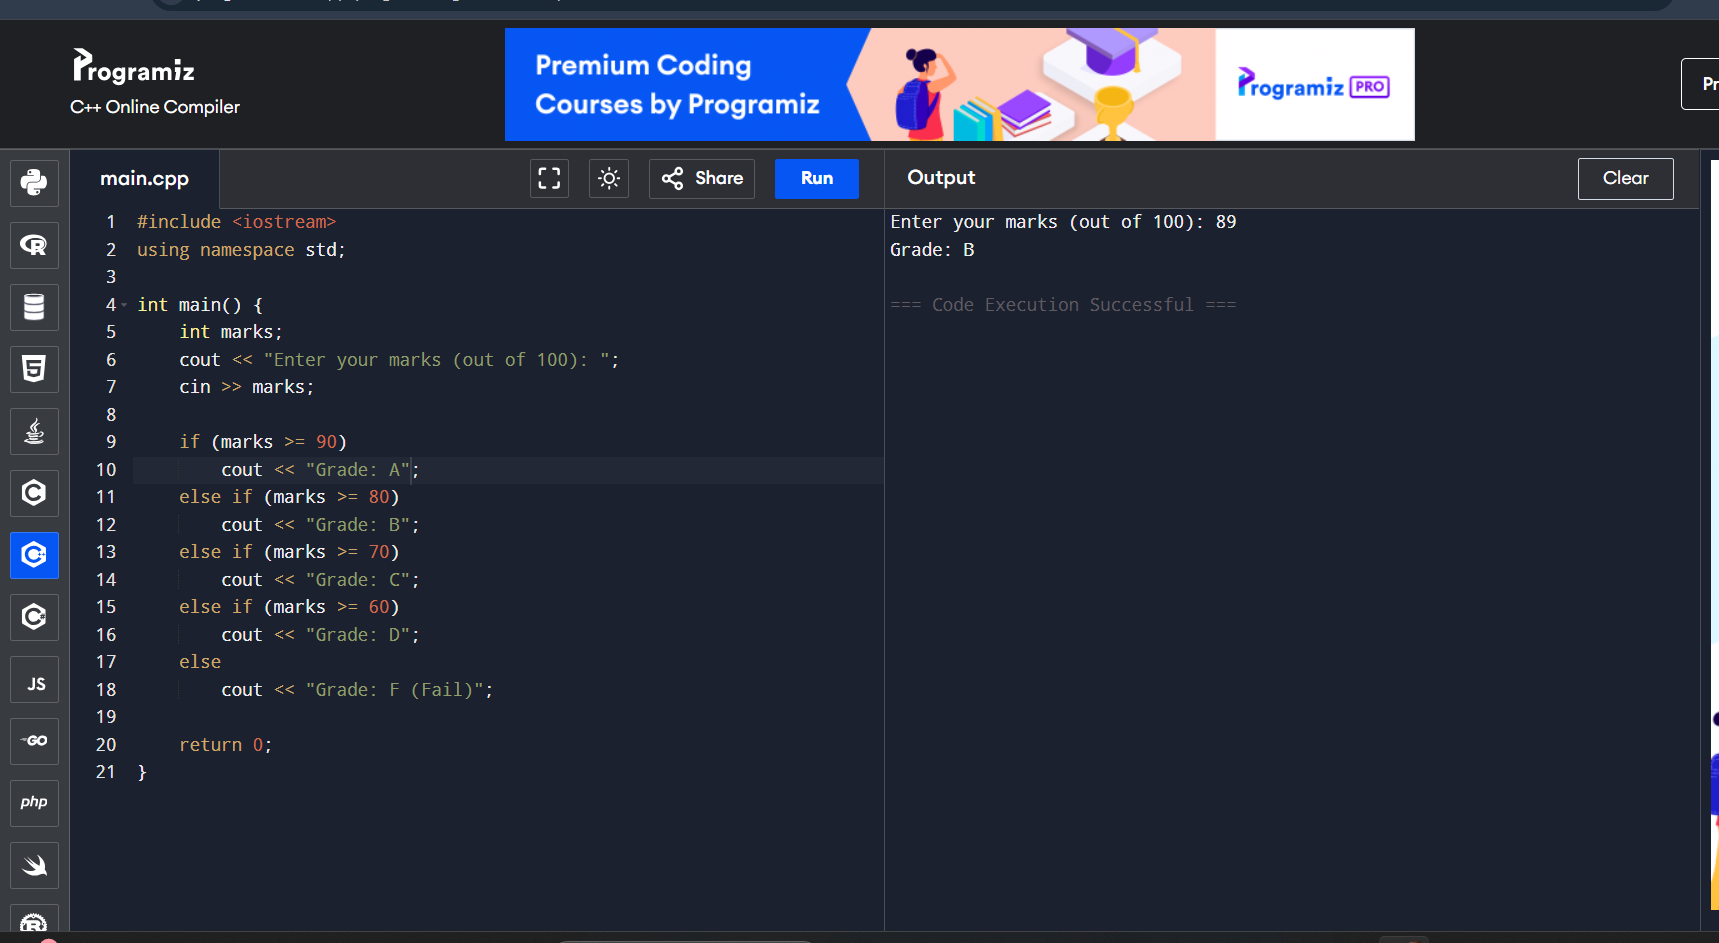 Programiz
C++ Online Compiler
Premium Coding
Courses by Programiz
Programiz PRO
Pr
main.cpp
Share
Run
Output
Clear
1 #include <iostream>
2 using namespace std;
3
4 int main() {
5     int marks;
6     cout << "Enter your marks (out of 100): ";
7     cin >> marks;
8
9     if (marks >= 90)
10         cout << "Grade: A";
11     else if (marks >= 80)
12         cout << "Grade: B";
13     else if (marks >= 70)
14         cout << "Grade: C";
15     else if (marks >= 60)
16         cout << "Grade: D";
17     else
18         cout << "Grade: F (Fail)";
19
20     return 0;
21 }
Enter your marks (out of 100): 89
Grade: B
=== Code Execution Successful ===
R
5
C
C++
C
JS
GO
php
R